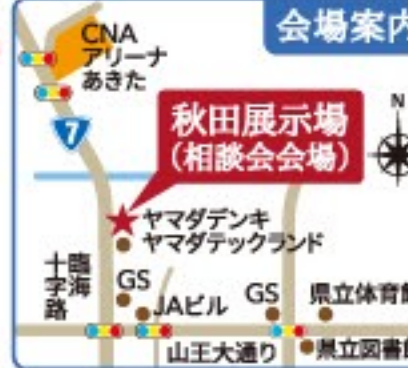 会場案内
CNA
アリーナ
あきた
7
秋田展示場
(相談会会場)
N
ヤマダデンキ
ヤマダテックランド
臨海
十字路
GS
JAビル
GS
県立体育館
山王大通り
県立図書館